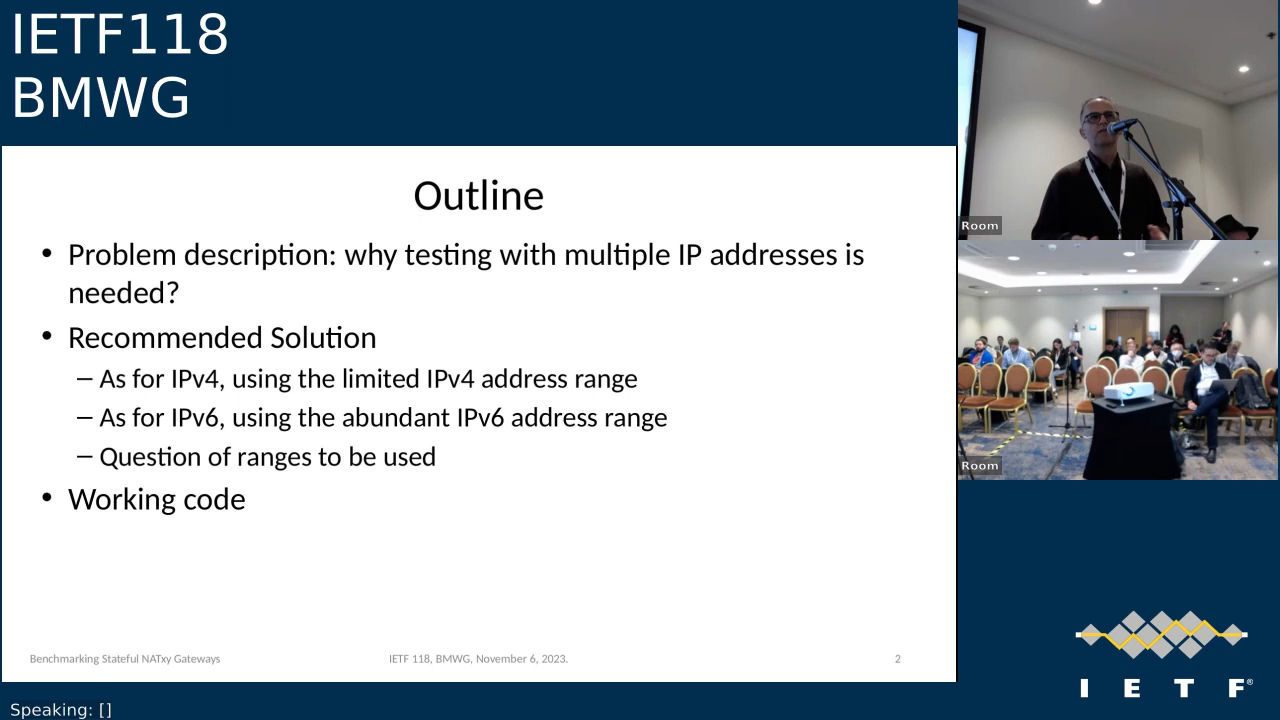 IETF118
BMWG
Outline
• Problem description: why testing with multiple IP addresses is
needed?
• Recommended Solution
– As for IPv4, using the limited IPv4 address range
– As for IPv6, using the abundant IPv6 address range
– Question of ranges to be used
• Working code
Benchmarking Stateful NATxy Gateways
IETF 118, BMWG, November 6, 2023.
2
Room
Room
I E T F®
Speaking: []